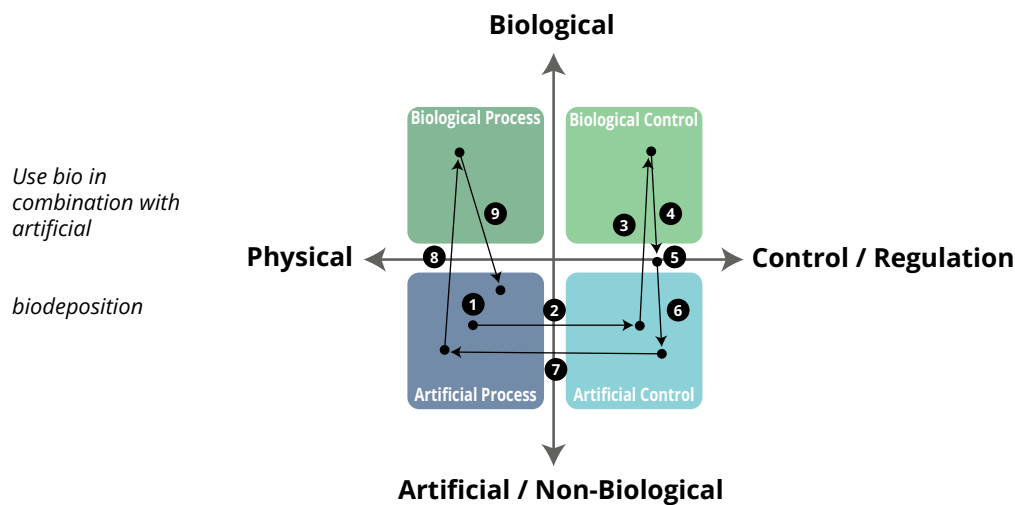 Biological
Biological Process
Biological Control
Use bio in
combination with
artificial
9
3
4
Physical
8
5
Control / Regulation
biodeposition
1
2
6
7
Artificial Process
Artificial Control
Artificial / Non-Biological